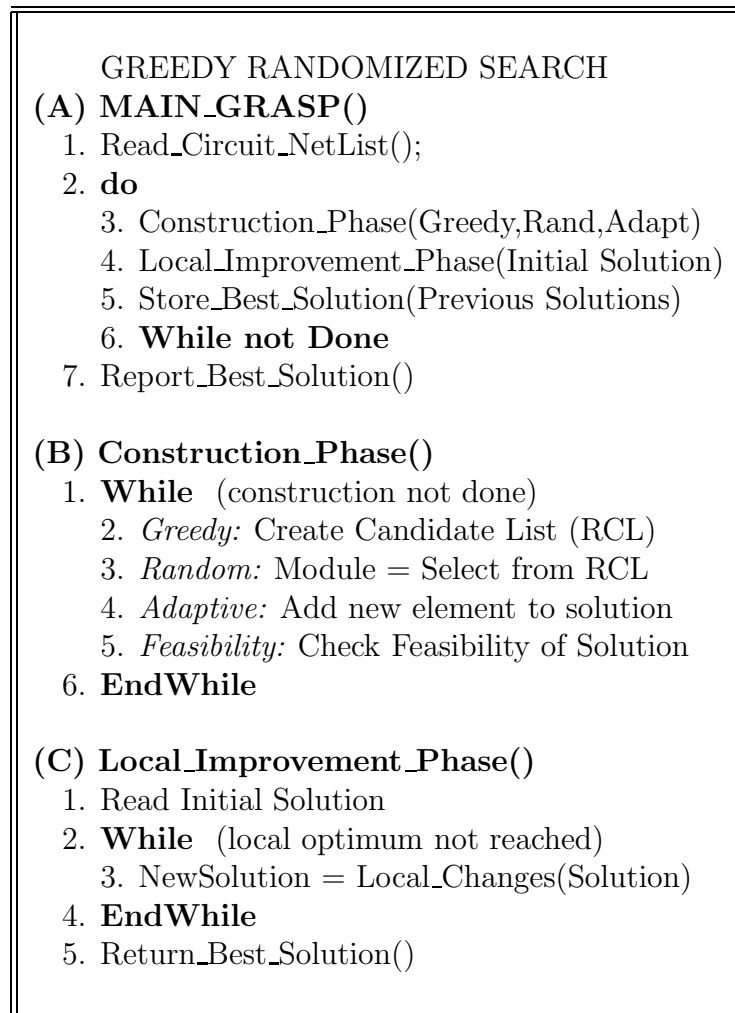 GREEDY RANDOMIZED SEARCH
(A) MAIN_GRASP()
1. Read_Circuit_NetList();
2. do
3. Construction_Phase(Greedy,Rand,Adapt)
4. Local_Improvement_Phase(Initial Solution)
5. Store_Best_Solution(Previous Solutions)
6. While not Done
7. Report_Best_Solution()
(B) Construction_Phase()
1. While (construction not done)
2. Greedy: Create Candidate List (RCL)
3. Random: Module = Select from RCL
4. Adaptive: Add new element to solution
5. Feasibility: Check Feasibility of Solution
6. EndWhile
(C) Local_Improvement_Phase()
1. Read Initial Solution
2. While (local optimum not reached)
3. NewSolution = Local_Changes(Solution)
4. EndWhile
5. Return_Best_Solution()